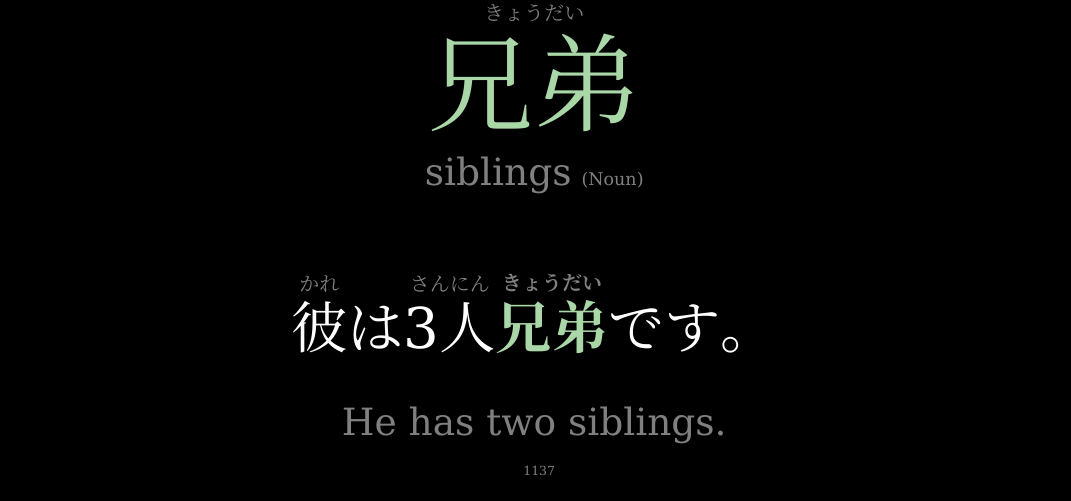 きょうだい
兄弟
siblings (Noun)
かれ さんにん きょうだい
彼は3人兄弟です。
He has two siblings.
1137